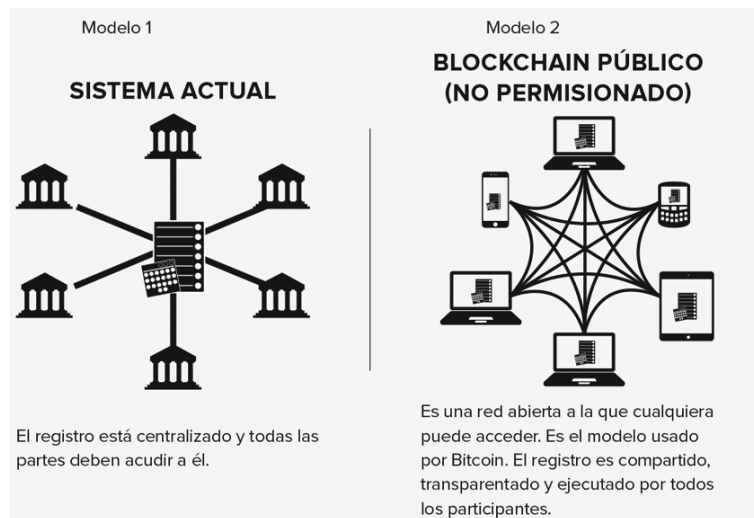 Modelo 1
SISTEMA ACTUAL
El registro está centralizado y todas las
partes deben acudir a él.
Modelo 2
BLOCKCHAIN PÚBLICO
(NO PERMISIONADO)
Es una red abierta a la que cualquiera
puede acceder. Es el modelo usado
por Bitcoin. El registro es compartido,
transparentado y ejecutado por todos
los participantes.